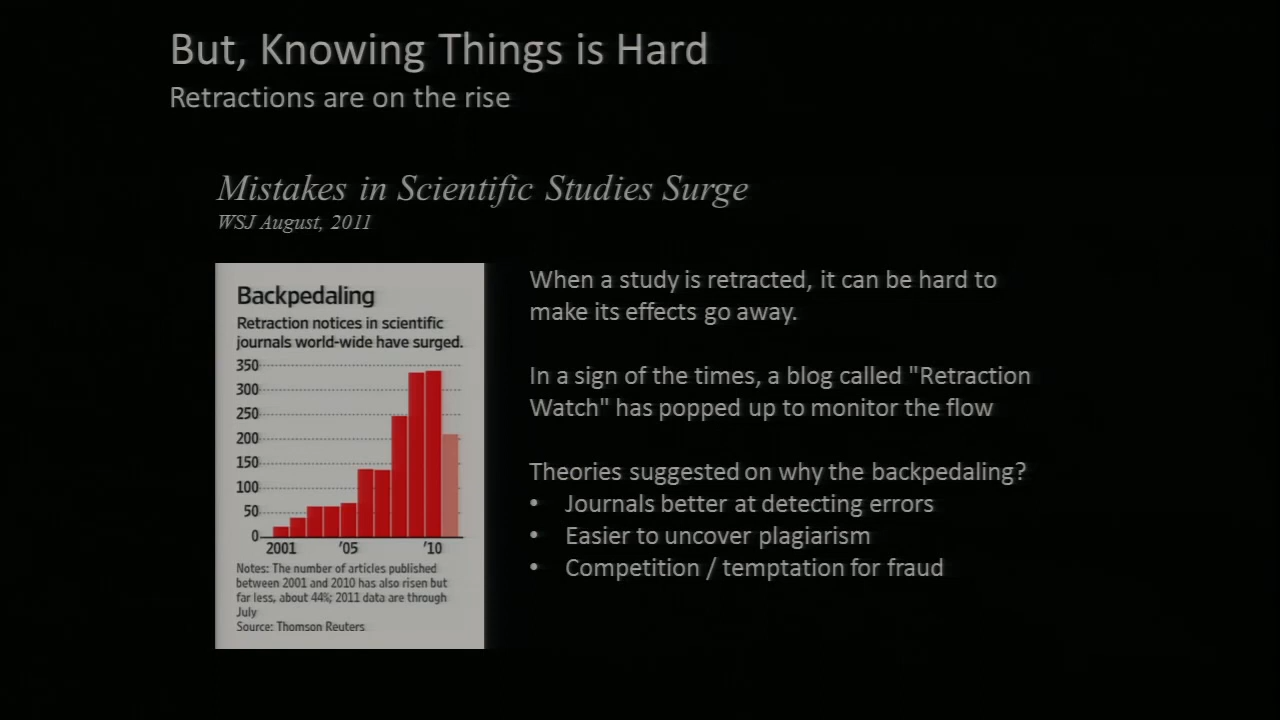 But, Knowing Things is Hard
Retractions are on the rise
Mistakes in Scientific Studies Surge
WSJ August, 2011
Backpedaling
Retraction notices in scientific
journals world-wide have surged.
350
300
250
200
150
100
50
0
2001 '05 '10
Notes: The number of articles published
between 2001 and 2010 has also risen but
far less, about 44%; 2011 data are through
July
Source: Thomson Reuters
When a study is retracted, it can be hard to
make its effects go away.
In a sign of the times, a blog called "Retraction
Watch" has popped up to monitor the flow
Theories suggested on why the backpedaling?
• Journals better at detecting errors
• Easier to uncover plagiarism
• Competition / temptation for fraud